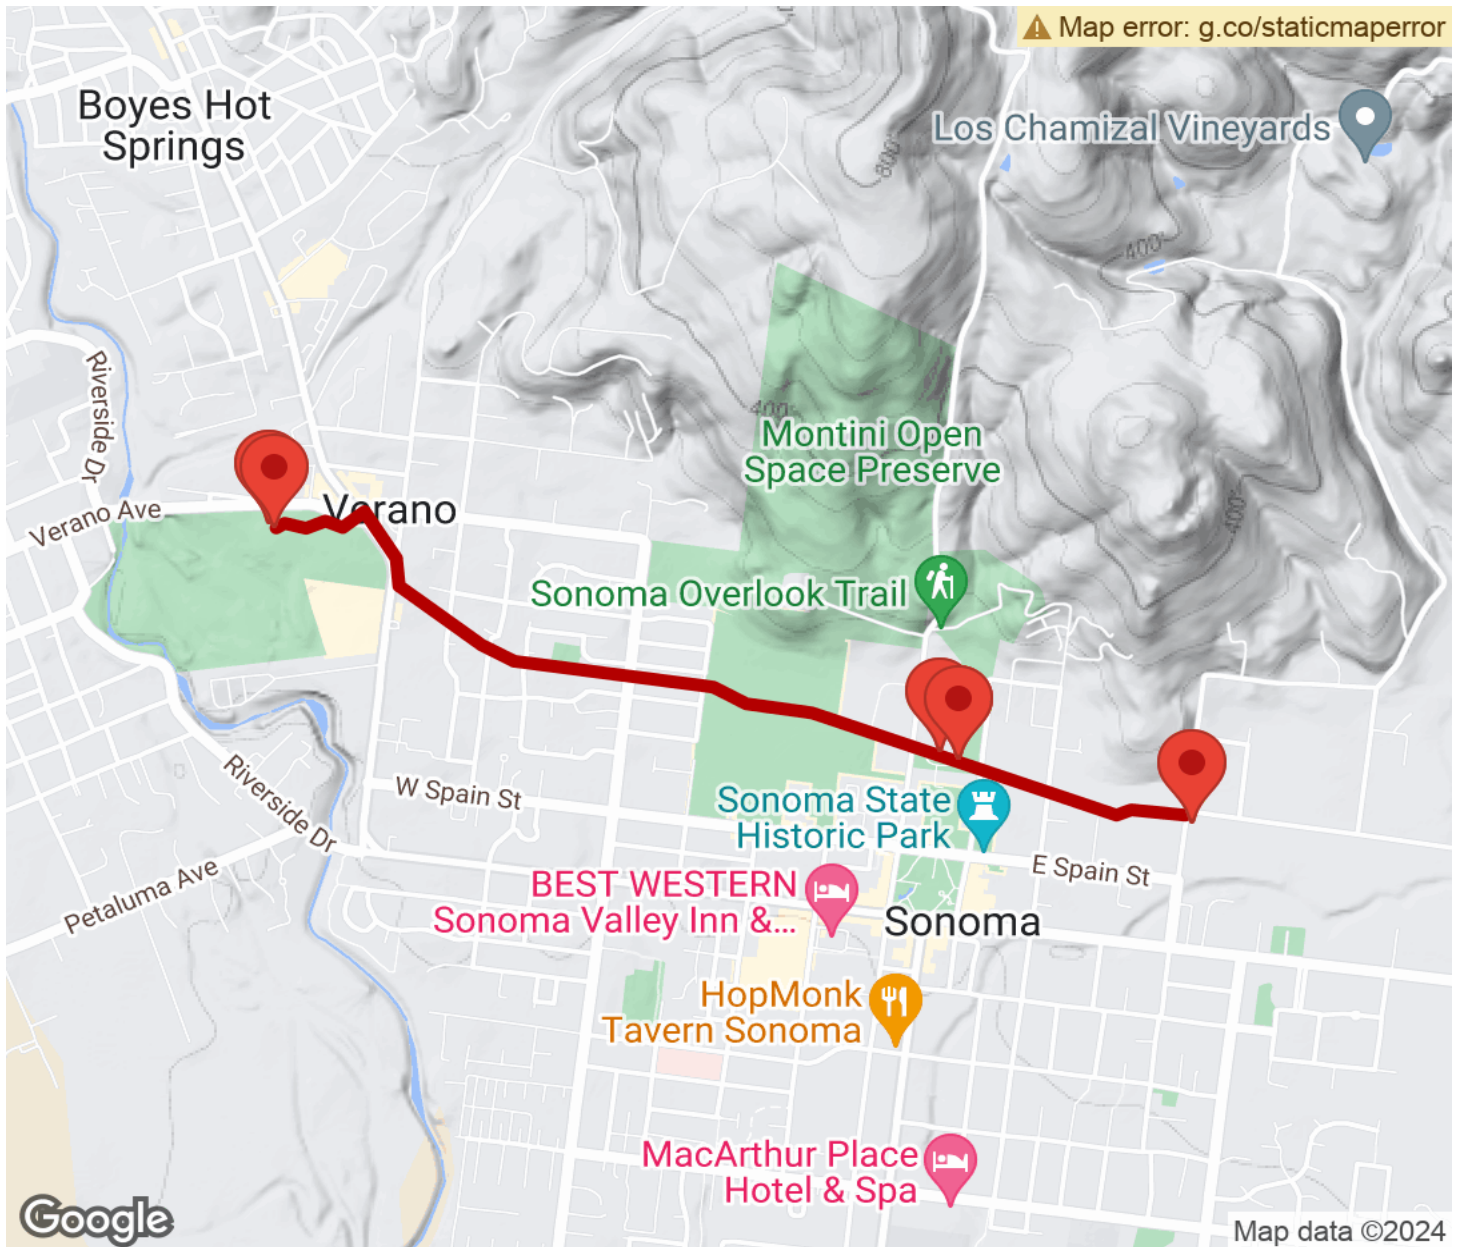 Map error: g.co/staticmaperror
Boyes Hot
Springs
Los Chamizal Vineyards
800'
400'
Riverside Dr
400'
Montini Open
Space Preserve
400'
Verano Ave
Verano
Sonoma Overlook Trail
Riverside Dr
W Spain St
Sonoma State
Historic Park
Petaluma Ave
E Spain St
BEST WESTERN
Sonoma Valley Inn &...
Sonoma
HopMonk
Tavern Sonoma
MacArthur Place
Hotel & Spa
Google
Map data ©2024